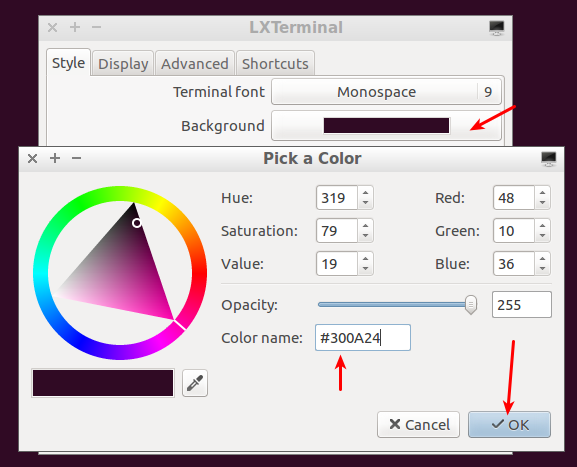 LXTerminal
Style Display Advanced Shortcuts
Terminal font Monospace 9
Background
Pick a Color
Hue: 319 Red: 48
Saturation: 79 Green: 10
Value: 19 Blue: 36
Opacity: 255
Color name: #300A24
Cancel OK